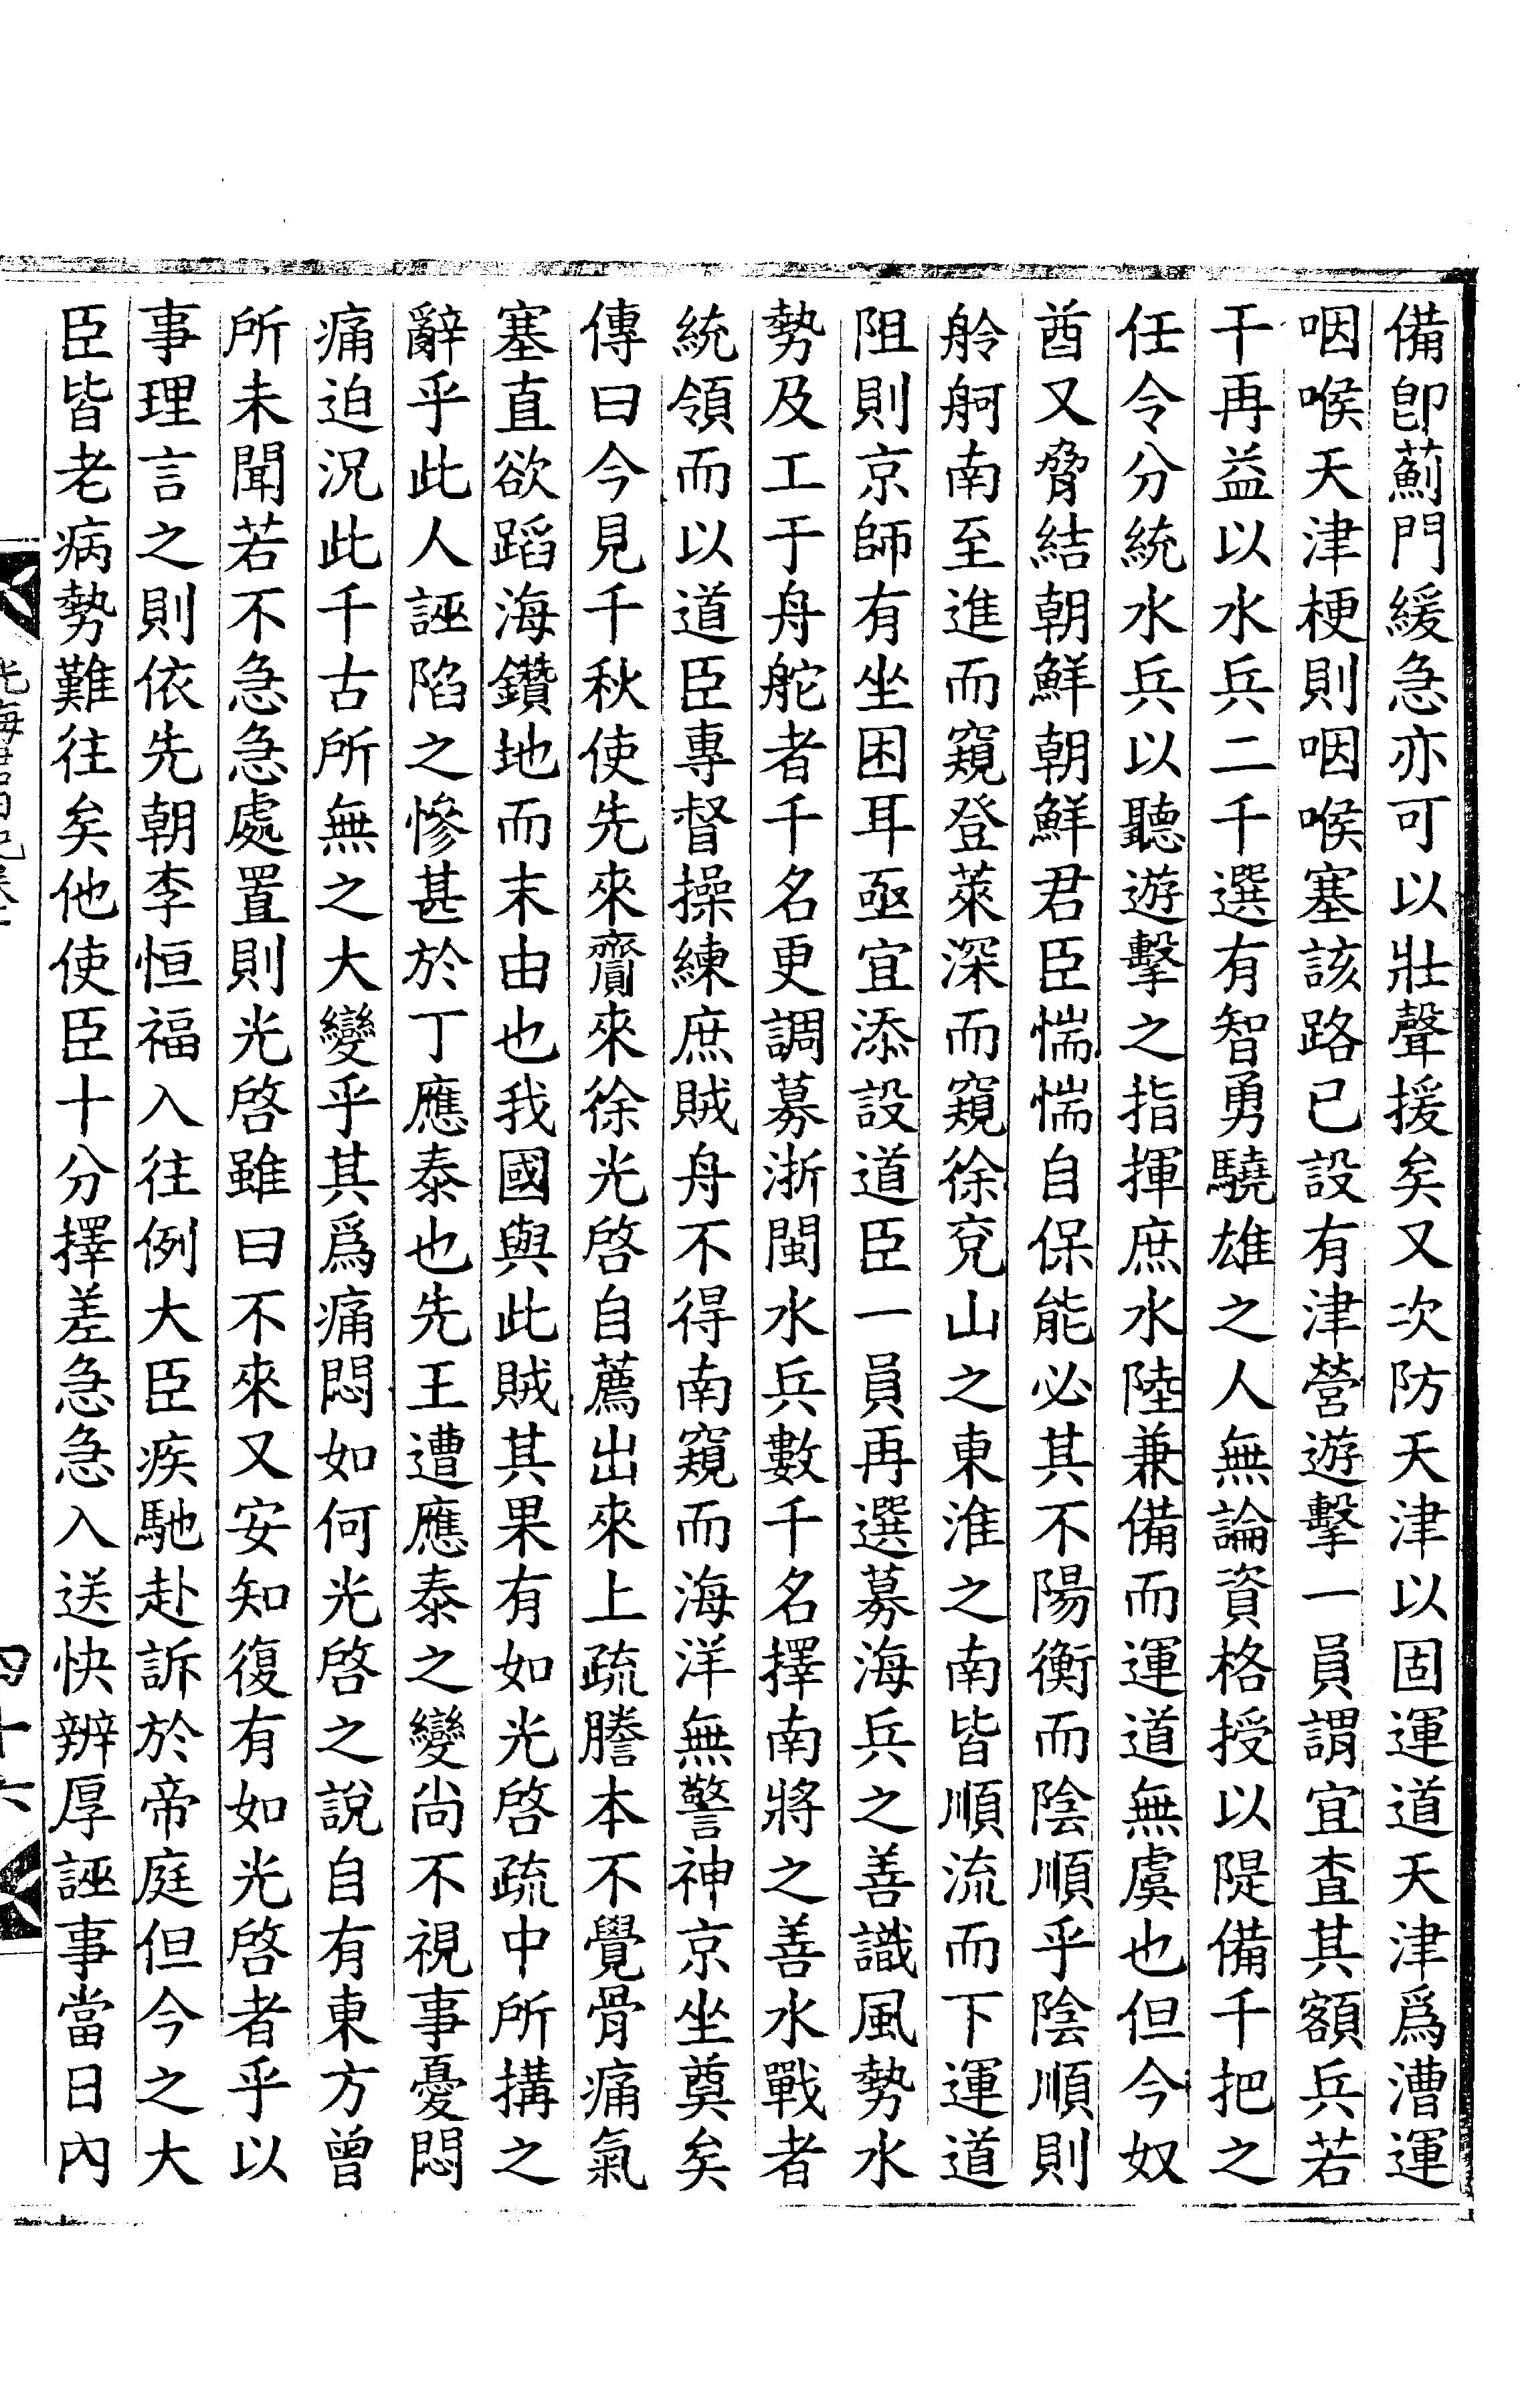 備卽薊門緩急亦可以壯聲援矣又次防天津以固運道天津爲漕運
咽喉天津梗則咽喉塞該路已設有津營遊擊一員謂宜査其額兵若
干再益以水兵二千選有智勇驍雄之人無論資格授以隄備千把之
任令分統水兵以聽遊擊之指揮庶水陸兼備而運道無虞也但今奴
酋又脅結朝鮮朝鮮君臣惴惴自保能必其不陽衡而陰順乎陰順則
舲舸南至進而窺登萊深而窺徐兗山之東淮之南皆順流而下運道
阻則京師有坐困耳亟宜添設道臣一員再選募海兵之善識風勢水
勢及工于舟舵者千名更調募浙閩水兵數千名擇南將之善水戰者
統領而以道臣專督操練庶賊舟不得南窺而海洋無警神京坐奠矣
傳曰今見千秋使先來齎來徐光啓自薦出來上疏謄本不覺骨痛氣
塞直欲蹈海鑽地而末由也我國與此賊其果有如光啓疏中所搆之
辭乎此人誣陷之慘甚於丁應泰也先王遭應泰之變尙不視事憂悶
痛迫況此千古所無之大變乎其爲痛悶如何光啓之說自有東方曾
所未聞若不急急處置則光啓雖曰不來又安知復有如光啓者乎以
事理言之則依先朝李恒福入往例大臣疾馳赴訴於帝庭但今之大
臣皆老病勢難往矣他使臣十分擇差急急入送快辨厚誣事當日內
光海君日記卷十
四十六